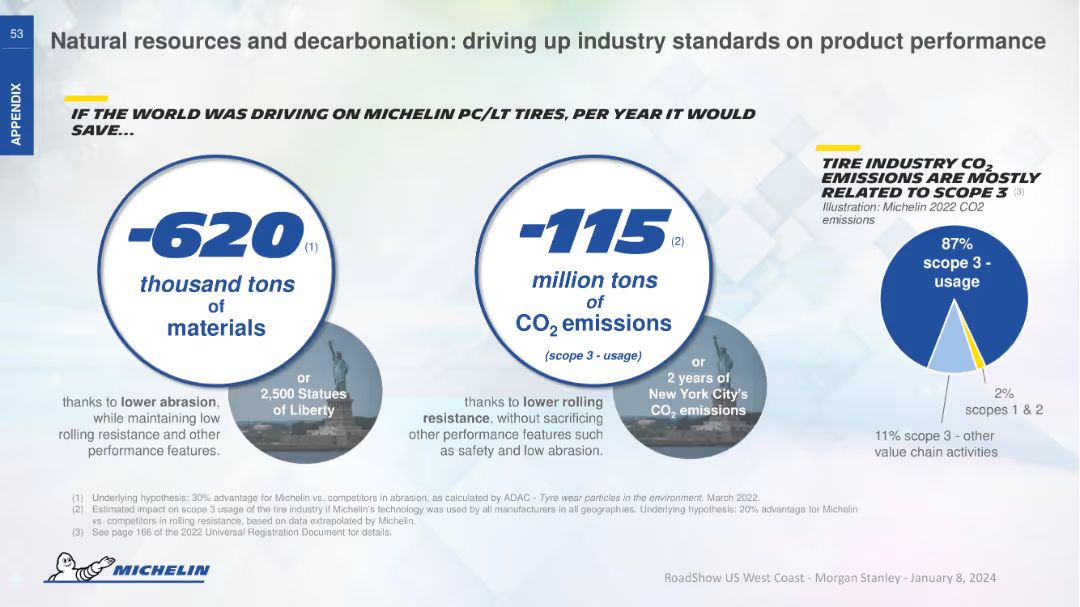 53
APPENDIX
Natural resources and decarbonation: driving up industry standards on product performance
IF THE WORLD WAS DRIVING ON MICHELIN PC/LT TIRES, PER YEAR IT WOULD
SAVE...
-620 (1)
thousand tons
of
materials
or
2,500 Statues
of Liberty
thanks to lower abrasion,
while maintaining low
rolling resistance and other
performance features.
-115 (2)
million tons
of
CO2 emissions
(scope 3 - usage)
or
2 years of
New York City's
CO2 emissions
thanks to lower rolling
resistance, without sacrificing
other performance features such
as safety and low abrasion.
TIRE INDUSTRY CO2
EMISSIONS ARE MOSTLY
RELATED TO SCOPE 3 (3)
Illustration: Michelin 2022 CO2
emissions
87%
scope 3 -
usage
2%
scopes 1 & 2
11% scope 3 - other
value chain activities
(1) Underlying hypothesis: 30% advantage for Michelin vs. competitors in abrasion, as calculated by ADAC - Tyre wear particles in the environment. March 2022.
(2) Estimated impact on scope 3 usage of the tire industry if Michelin's technology was used by all manufacturers in all geographies. Underlying hypothesis: 20% advantage for Michelin
vs. competitors in rolling resistance, based on data extrapolated by Michelin.
(3) See page 166 of the 2022 Universal Registration Document for details.
MICHELIN
RoadShow US West Coast - Morgan Stanley - January 8, 2024